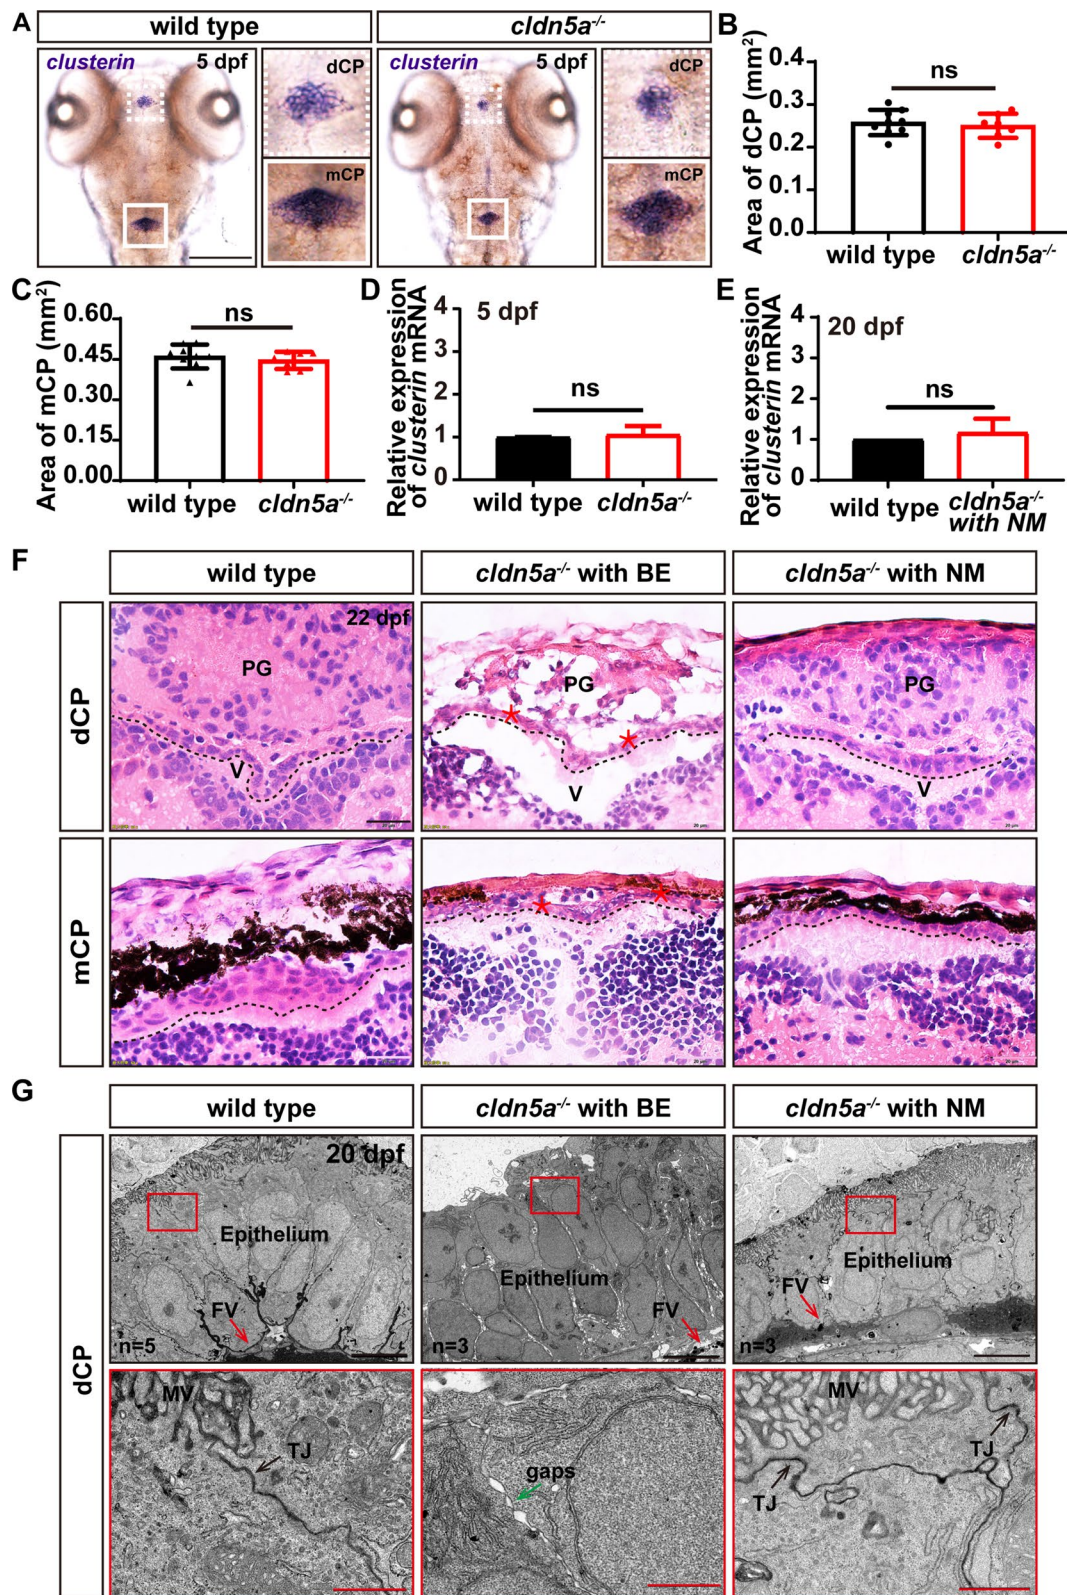 A
wild type
cldn5a-/-
clusterin
5 dpf
dCP
mCP
clusterin
5 dpf
dCP
mCP
B
Area of dCP (mm²)
0.4
0.3
0.2
0.1
0.0
ns
wild type
cldn5a-/-
C
Area of mCP (mm²)
0.60
0.45
0.30
0.15
0.00
ns
wild type
cldn5a-/-
D
Relative expression
of clusterin mRNA
4
3
2
1
0
5 dpf
ns
wild type
cldn5a-/-
E
Relative expression
of clusterin mRNA
4
3
2
1
0
20 dpf
ns
wild type
cldn5a-/-
with NM
F
wild type
cldn5a-/- with BE
cldn5a-/- with NM
dCP
22 dpf
PG
V
PG
V
PG
V
mCP
G
wild type
cldn5a-/- with BE
cldn5a-/- with NM
dCP
20 dpf
Epithelium
FV
n=5
Epithelium
FV
n=3
Epithelium
FV
n=3
MV
TJ
gaps
MV
TJ
TJ